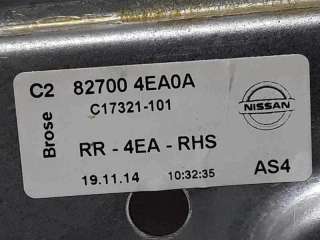 C2 82700 4EA0A
C17321-101
NISSAN
Brose
RR - 4EA - RHS
19.11.14 10:32:35 AS4